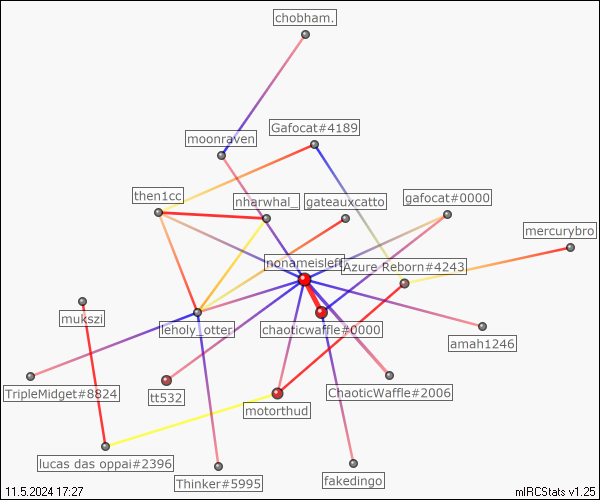 chobham.
Gafocat#4189
moonraven
then1cc
nharwhal_
gateauxcatto
gafocat#0000
mercurybro
nonameisleft
Azure Reborn#4243
mukszi
leholy_otter
chaoticwaffle#0000
amah1246
TripleMidget#8824
tt532
ChaoticWaffle#2006
motorthud
lucas das oppai#2396
Thinker#5995
fakedingo
11.5.2024 17:27
mIRCStats v1.25